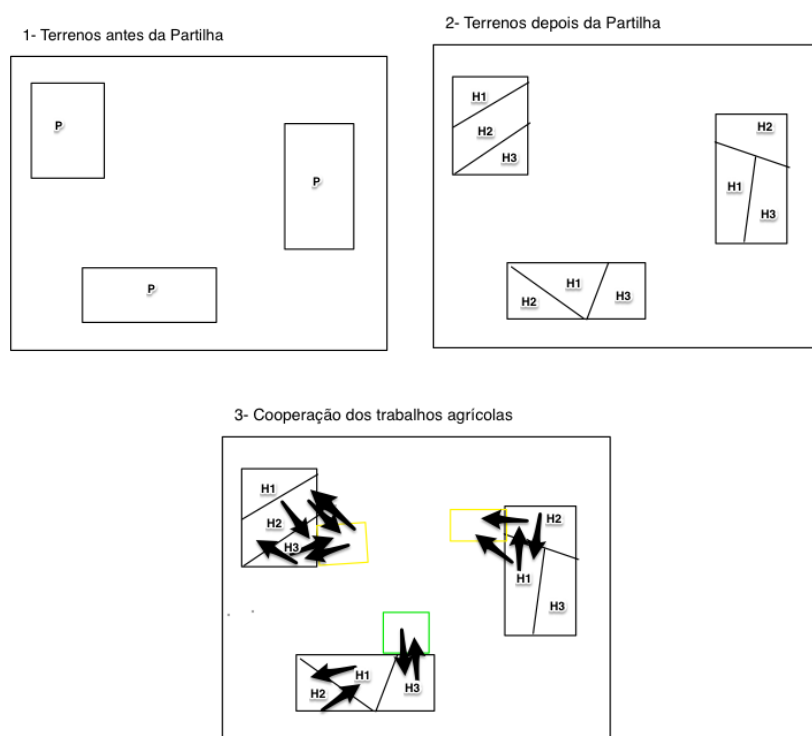 1- Terrenos antes da Partilha
P
P
P
2- Terrenos depois da Partilha
H1
H2
H3
H2
H1
H3
H1
H2
H3
3- Cooperação dos trabalhos agrícolas
H1
H2
H3
H2
H1
H3
H1
H2
H3